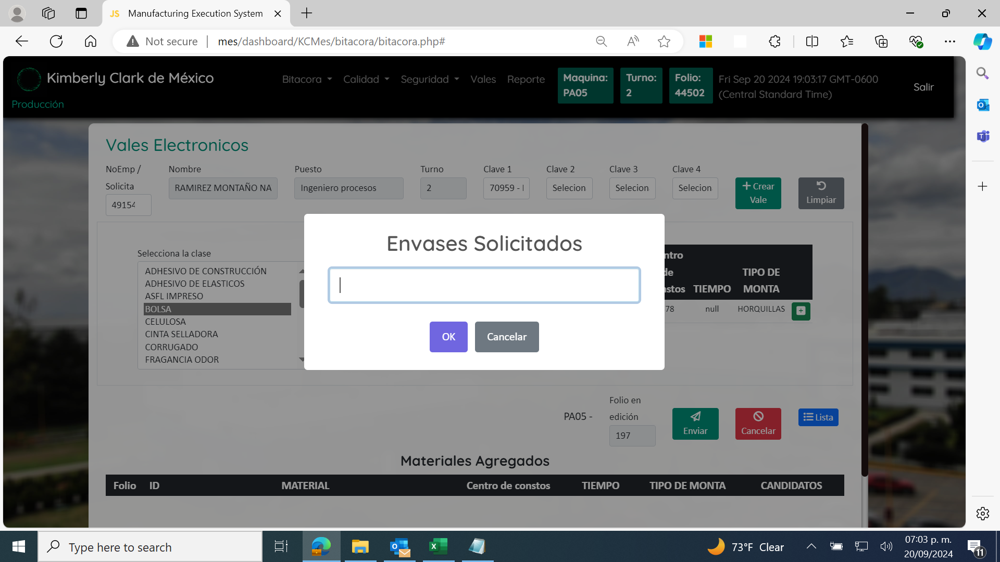 JS Manufacturing Execution System
Not secure mes/dashboard/KCMes/bitacora/bitacora.php#
Kimberly Clark de México
Producción
Bitacora Calidad Seguridad Vales Reporte
Maquina:
PA05
Turno:
2
Folio:
44502
Fri Sep 20 2024 19:03:17 GMT-0600
(Central Standard Time)
Salir
Vales Electronicos
NoEmp /
Solicita
49154
Nombre
RAMIREZ MONTAÑO NA
Puesto
Ingeniero procesos
Turno
2
Clave 1
70959 -
Clave 2
Selecion
Clave 3
Selecion
Clave 4
Selecion
Crear
Vale
Limpiar
Selecciona la clase
ADHESIVO DE CONSTRUCCIÓN
ADHESIVO DE ELASTICOS
ASFL IMPRESO
BOLSA
CELULOSA
CINTA SELLADORA
CORRUGADO
FRAGANCIA ODOR
Envases Solicitados
OK
Cancelar
ntro
de
nstos
TIEMPO
TIPO DE
MONTA
78 null HORQUILLAS
PA05 -
Folio en
edición
197
Enviar
Cancelar
Lista
Materiales Agregados
Folio ID MATERIAL Centro de constos TIEMPO TIPO DE MONTA CANDIDATOS
Type here to search
73°F Clear
07:03 p. m.
20/09/2024
11